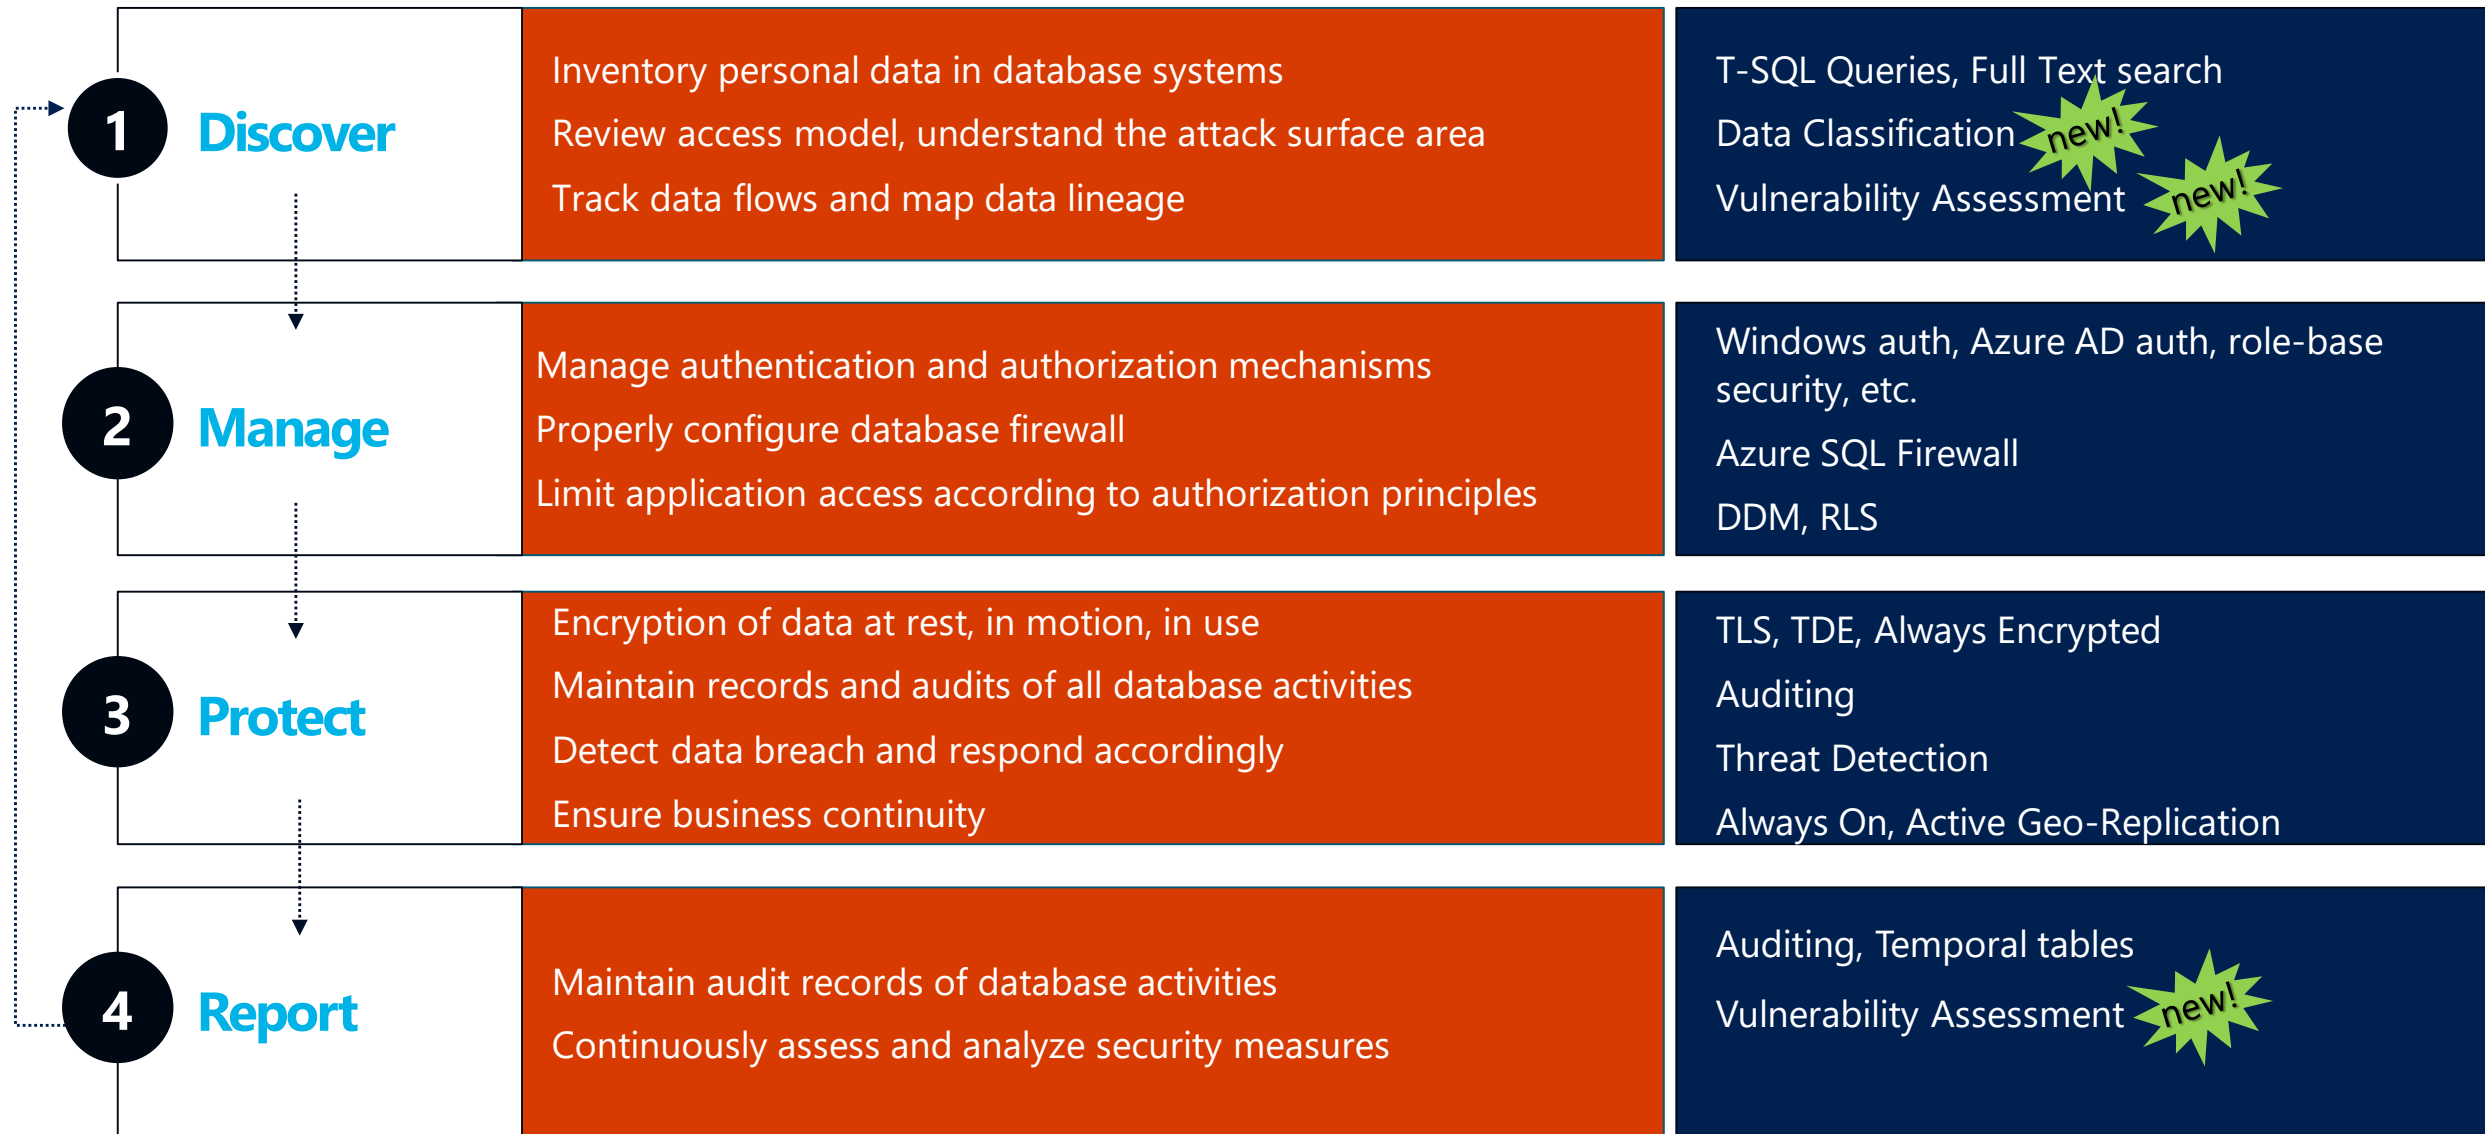 1
Discover
Inventory personal data in database systems
Review access model, understand the attack surface area
Track data flows and map data lineage
T-SQL Queries, Full Text search
Data Classification
new!
Vulnerability Assessment
new!
2
Manage
Manage authentication and authorization mechanisms
Properly configure database firewall
Limit application access according to authorization principles
Windows auth, Azure AD auth, role-base
security, etc.
Azure SQL Firewall
DDM, RLS
3
Protect
Encryption of data at rest, in motion, in use
Maintain records and audits of all database activities
Detect data breach and respond accordingly
Ensure business continuity
TLS, TDE, Always Encrypted
Auditing
Threat Detection
Always On, Active Geo-Replication
4
Report
Maintain audit records of database activities
Continuously assess and analyze security measures
Auditing, Temporal tables
Vulnerability Assessment
new!